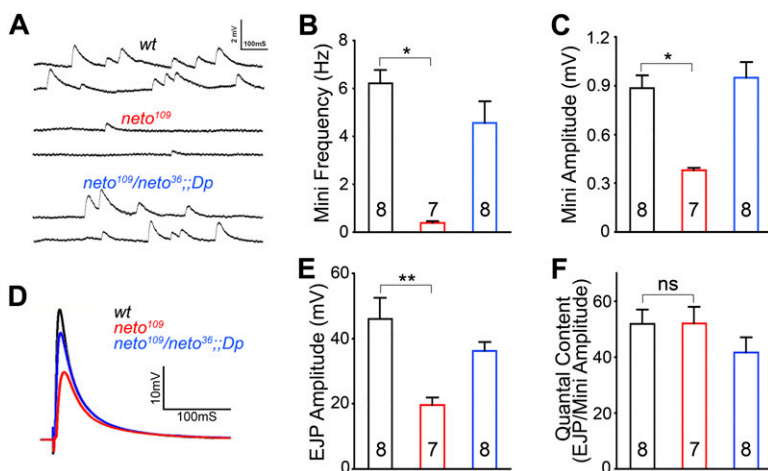 A
wt
2 mV
100mS
neto109
neto109/neto36;;Dp
B
Mini Frequency (Hz)
8
6
4
2
0
*
8
7
8
C
Mini Amplitude (mV)
1.2
0.9
0.6
0.3
0
*
8
7
8
D
wt
neto109
neto109/neto36;;Dp
10mV
100mS
E
EJP Amplitude (mV)
60
40
20
0
**
8
7
8
F
Quantal Content
(EJP/Mini Amplitude)
60
40
20
0
ns
8
7
8